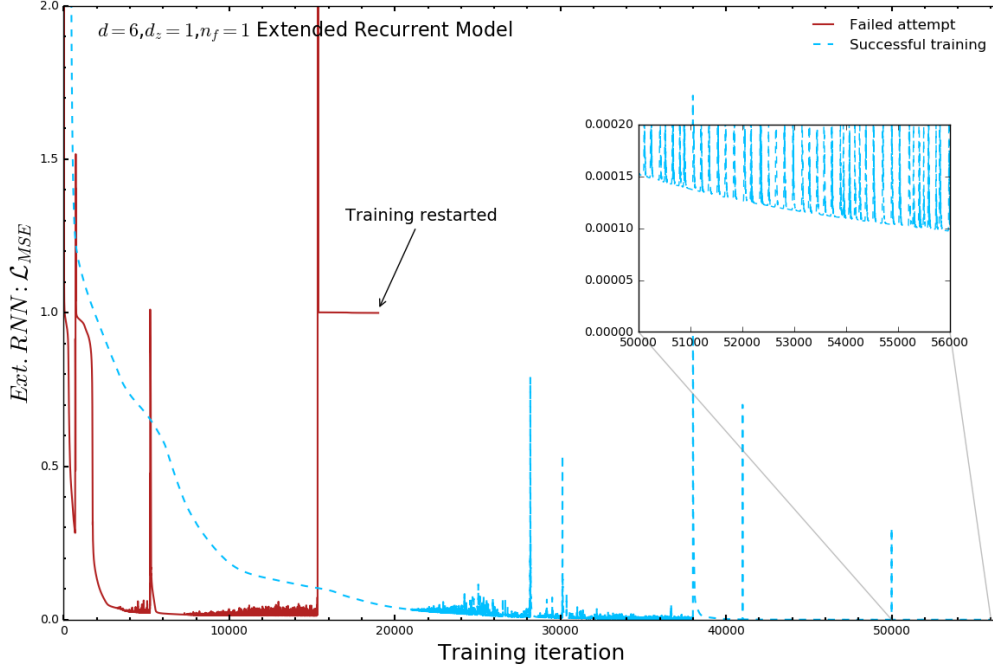 d=6,d_z=1,n_f=1 Extended Recurrent Model
Failed attempt
Successful training
2.0
1.5
1.0
0.5
0.0
Ext. RNN: L_MSE
Training restarted
0.00020
0.00015
0.00010
0.00005
0.00000
50000 51000 52000 53000 54000 55000 56000
0 10000 20000 30000 40000 50000
Training iteration